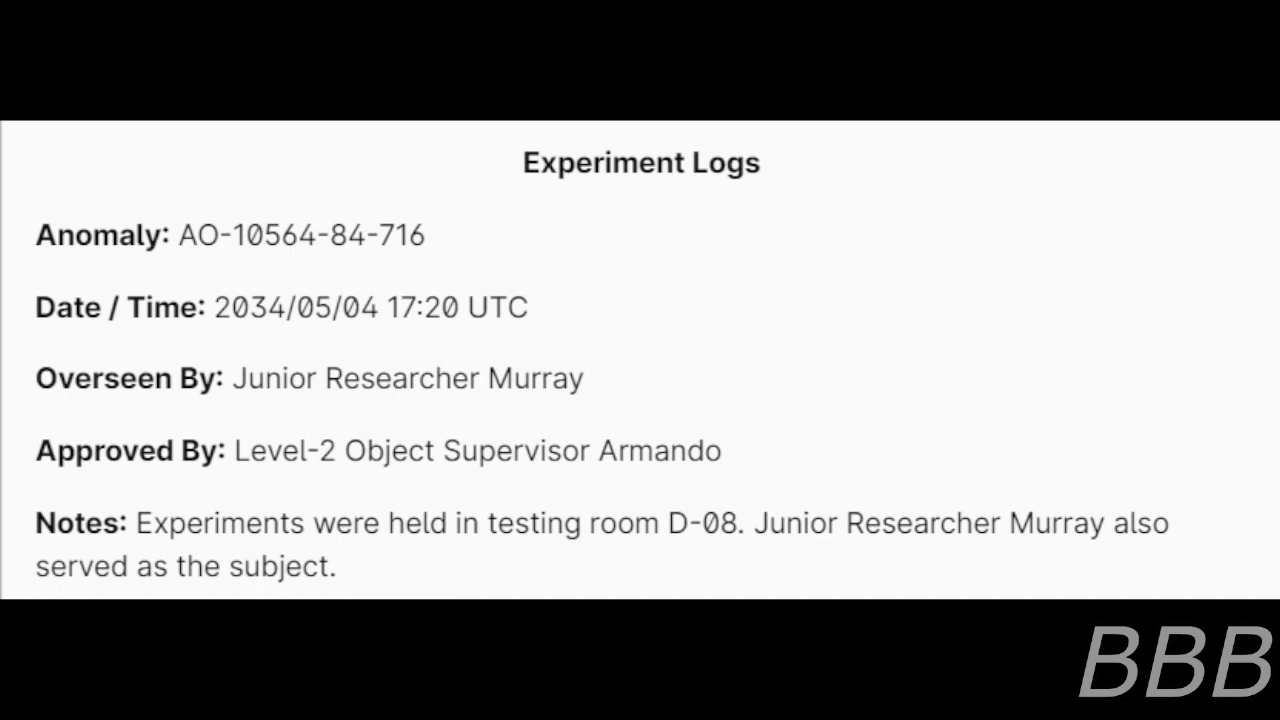 Experiment Logs
Anomaly: AO-10564-84-716
Date / Time: 2034/05/04 17:20 UTC
Overseen By: Junior Researcher Murray
Approved By: Level-2 Object Supervisor Armando
Notes: Experiments were held in testing room D-08. Junior Researcher Murray also
served as the subject.
BBB